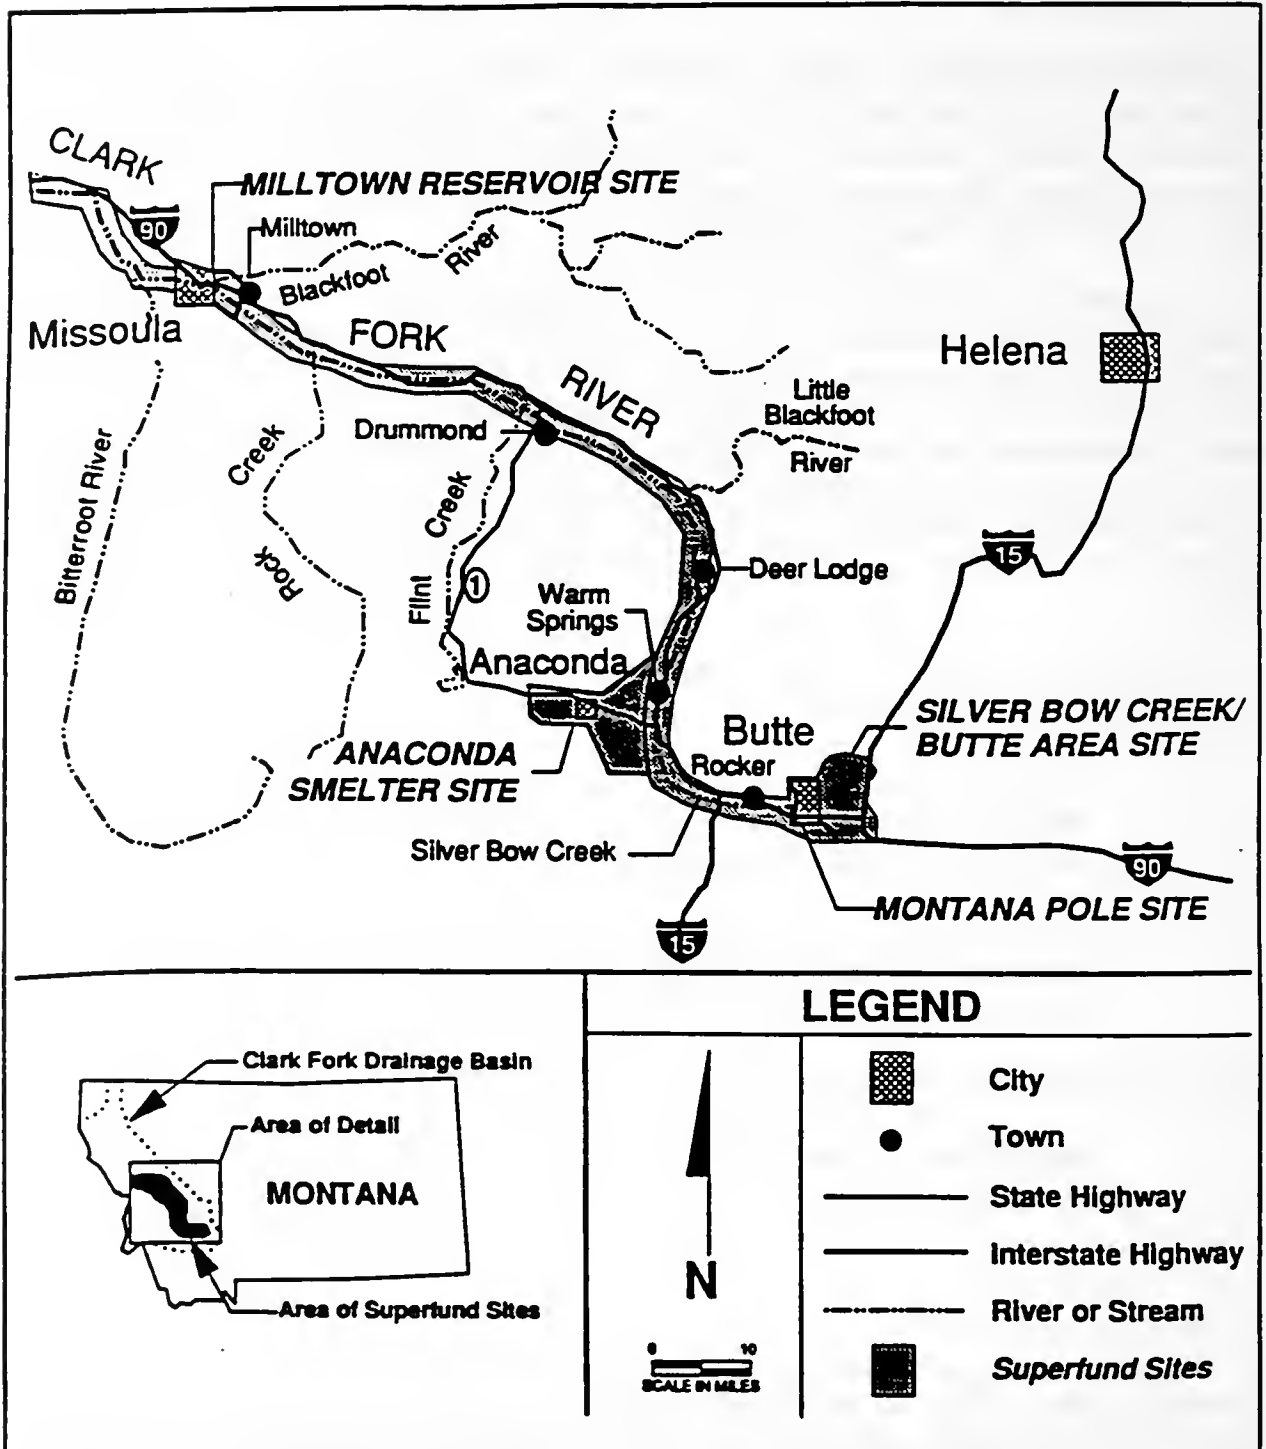 CLARK
MILLTOWN RESERVOIR SITE
90
Milltown
River
Blackfoot
Missoula
FORK
Helena
RIVER
Little
Blackfoot
River
Drummond
Creek
Creek
Bitterroot River
15
Rock
Flint
1
Deer Lodge
Warm
Springs
Anaconda
SILVER BOW CREEK/
BUTTE AREA SITE
Butte
Rocker
ANACONDA
SMELTER SITE
Silver Bow Creek
90
MONTANA POLE SITE
15
LEGEND
Clark Fork Drainage Basin
Area of Detail
MONTANA
Area of Superfund Sites
N
10
SCALE IN MILES
City
Town
State Highway
Interstate Highway
River or Stream
Superfund Sites